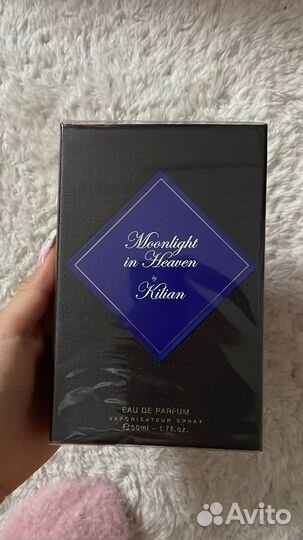 Moonlight
in Heaven
by
Kilian
EAU DE PARFUM
VAPORISATEUR SPRAY
℮50ml - 1.7fl.oz.
Avito